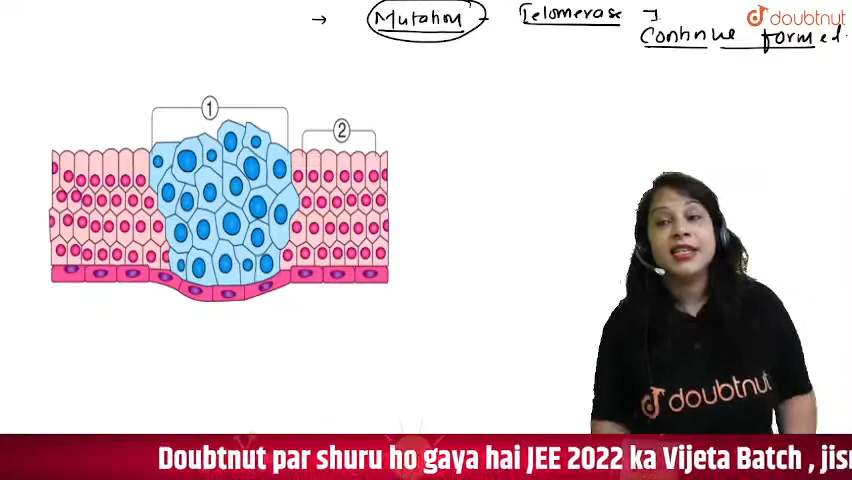 → Mutation - Telomerase
doubtnut
Continue formed.
1
2
doubtnut
Doubtnut par shuru ho gaya hai JEE 2022 ka Vijeta Batch , jisn